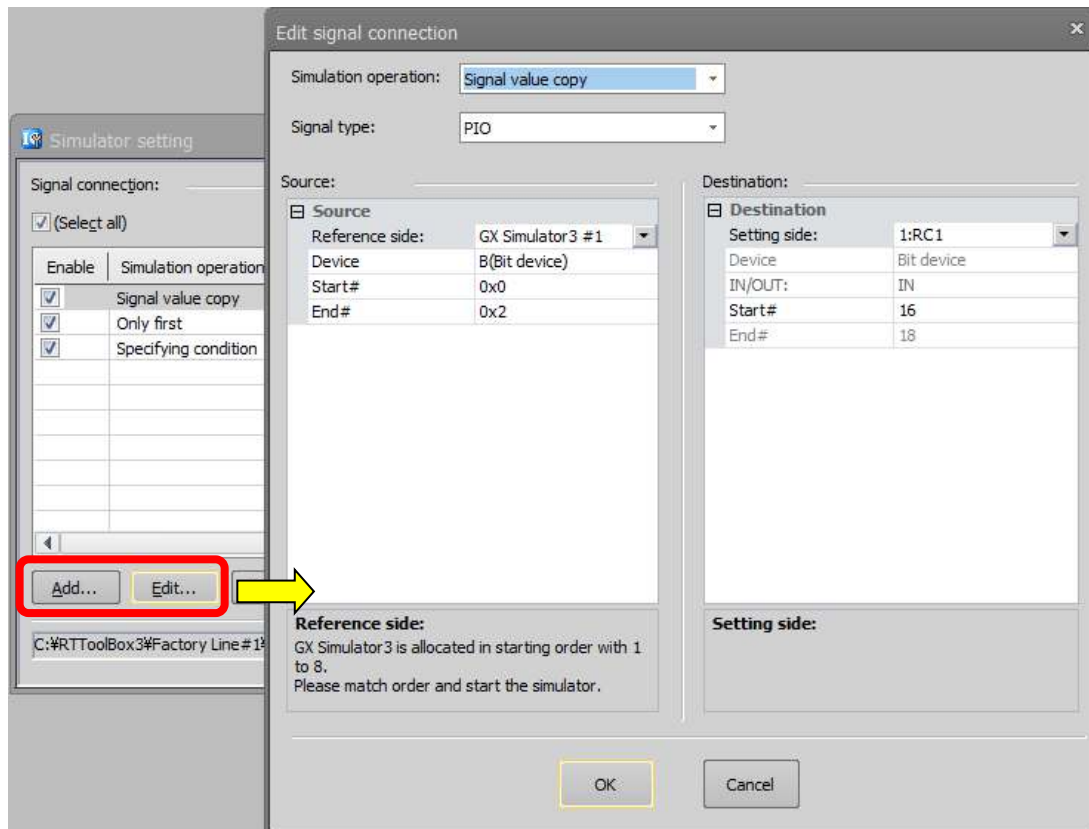 Edit signal connection
Simulation operation: Signal value copy
Signal type: PIO
Simulator setting
Signal connection:
(Select all)
Enable Simulation operation
Signal value copy
Only first
Specifying condition
Add... Edit...
C:¥RTToolBox3¥Factory Line#1¥
Source:
Source
Reference side: GX Simulator3 #1
Device B(Bit device)
Start# 0x0
End# 0x2
Reference side:
GX Simulator3 is allocated in starting order with 1
to 8.
Please match order and start the simulator.
Destination:
Destination
Setting side: 1:RC1
Device Bit device
IN/OUT: IN
Start# 16
End# 18
Setting side:
OK Cancel